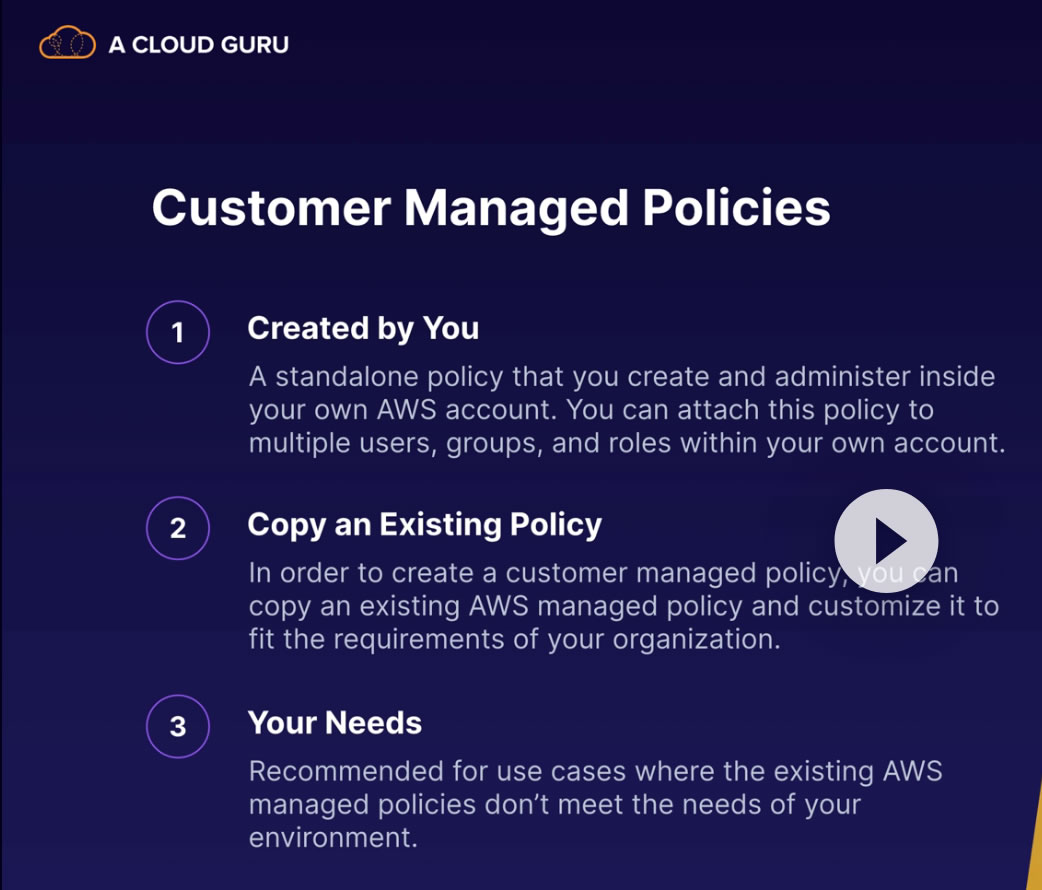 A CLOUD GURU
Customer Managed Policies
1
Created by You
A standalone policy that you create and administer inside
your own AWS account. You can attach this policy to
multiple users, groups, and roles within your own account.
2
Copy an Existing Policy
In order to create a customer managed policy, you can
copy an existing AWS managed policy and customize it to
fit the requirements of your organization.
3
Your Needs
Recommended for use cases where the existing AWS
managed policies don’t meet the needs of your
environment.